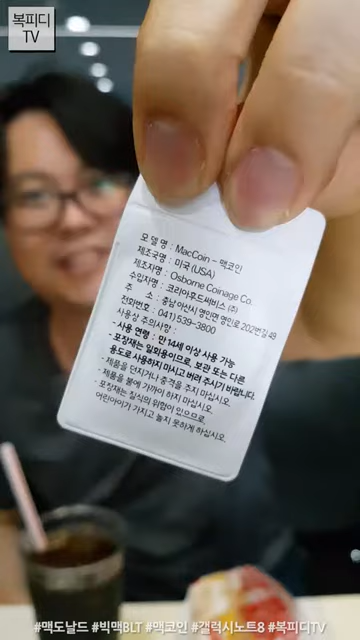 복피디
TV
모델명 : MacCoin - 맥코인
제조국명 : 미국 (USA)
제조자명 : Osborne Coinage Co.
수입자명 : 코리아후드써비스 (주)
주 소 : 충남 아산시 영인면 영인로 202번길 49
전화번호 : 041) 539-3800
사용상 주의사항 :
- 사용 연령 : 만 14세 이상 사용 가능
- 포장재는 일회용이므로, 보관 또는 다른
용도로 사용하지 마시고 버려 주시기 바랍니다.
- 제품을 던지거나 충격을 주지 마십시오.
- 제품을 불에 가까이 하지 마십시오.
- 포장재는 질식의 위험이 있으므로,
어린아이가 가지고 놀지 못하게 하십시오.
#맥도날드 #빅맥BLT #맥코인 #갤럭시노트8 #복피디TV